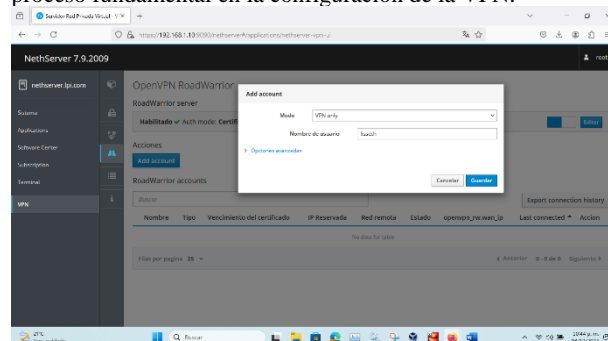 proceso fundamental en la configuración de la VPN.
Servidor Red Privada Virtual - V
https://192.168.1.10:9090/nethserver#/applications/nethserver-vpn-ui
NethServer 7.9.2009
root
nethserver.lpi.com
Sistema
Applications
Software Center
Subscription
Terminal
VPN
OpenVPN RoadWarrior
RoadWarrior server
Habilitado ✓ Auth mode: Certifi
Editar
Acciones
Add account
RoadWarrior accounts
Add account
Modo
VPN only
Nombre de usuario
Opciones avanzadas
Cancelar
Guardar
Buscar
Export connection history
Nombre Tipo Vencimiento del certificado IP Reservada Red remota Estado openvpn_rw.wan_ip Last connected Accion
No data for table
Filas por pagina 25
Anterior 0 - 0 de 0 Siguiente
21°C
Buscar
10:44 p. m.